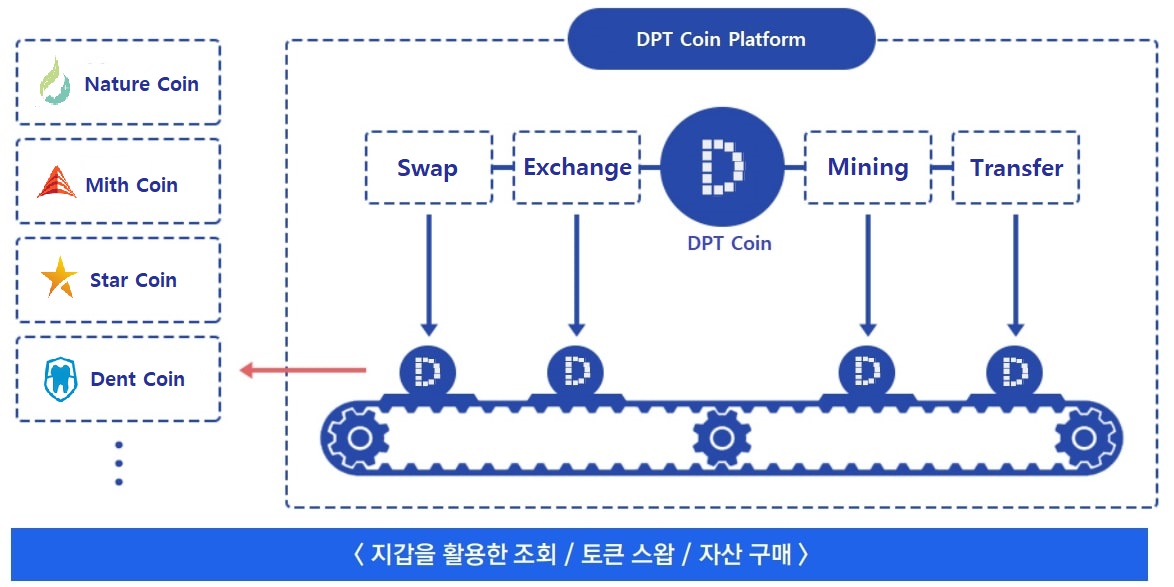 DPT Coin Platform
Nature Coin
Mith Coin
Star Coin
Dent Coin
Swap
Exchange
Mining
Transfer
DPT Coin
〈 지갑을 활용한 조회 / 토큰 스왑 / 자산 구매 〉